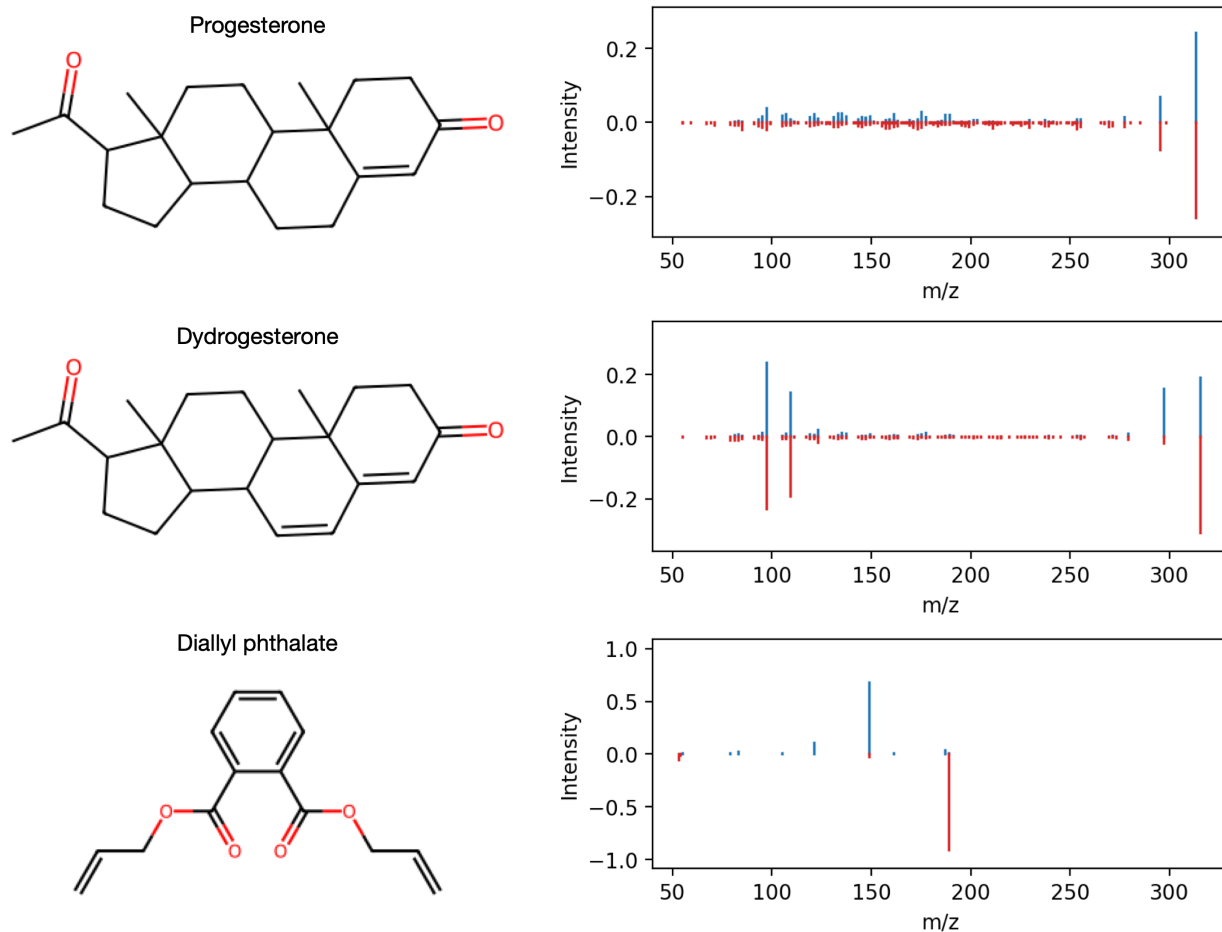 Progesterone
O
O
0.2
0.0
−0.2
Intensity
50 100 150 200 250 300
m/z
Dydrogesterone
O
O
0.2
0.0
−0.2
Intensity
50 100 150 200 250 300
m/z
Diallyl phthalate
O O
O O
1.0
0.5
0.0
−0.5
−1.0
Intensity
50 100 150 200 250 300
m/z